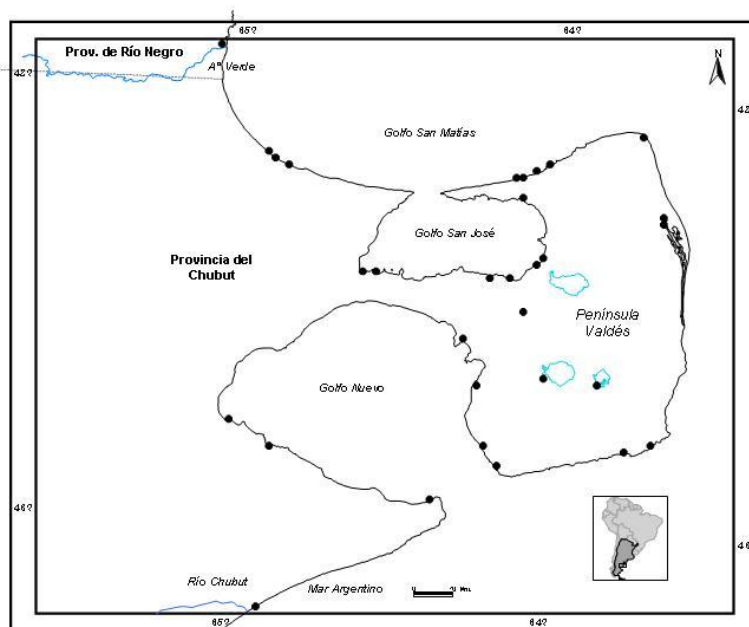 65?
64?
Prov. de Río Negro
N
Aº Verde
42?
42
Golfo San Matías
Golfo San José
Provincia del
Chubut
Península
Valdés
Golfo Nuevo
46?
46
Río Chubut
Mar Argentino
65?
64?